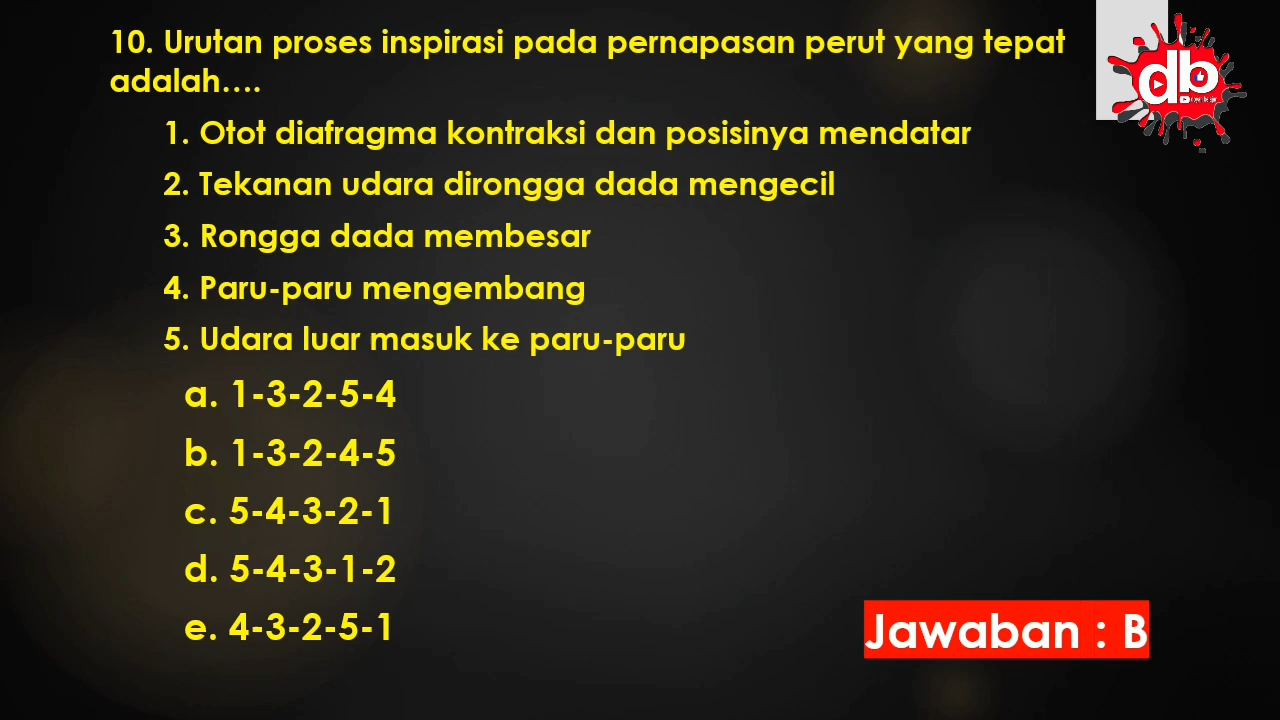 10. Urutan proses inspirasi pada pernapasan perut yang tepat
adalah....
1. Otot diafragma kontraksi dan posisinya mendatar
2. Tekanan udara dirongga dada mengecil
3. Rongga dada membesar
4. Paru-paru mengembang
5. Udara luar masuk ke paru-paru
a. 1-3-2-5-4
b. 1-3-2-4-5
c. 5-4-3-2-1
d. 5-4-3-1-2
e. 4-3-2-5-1
Jawaban : B
db